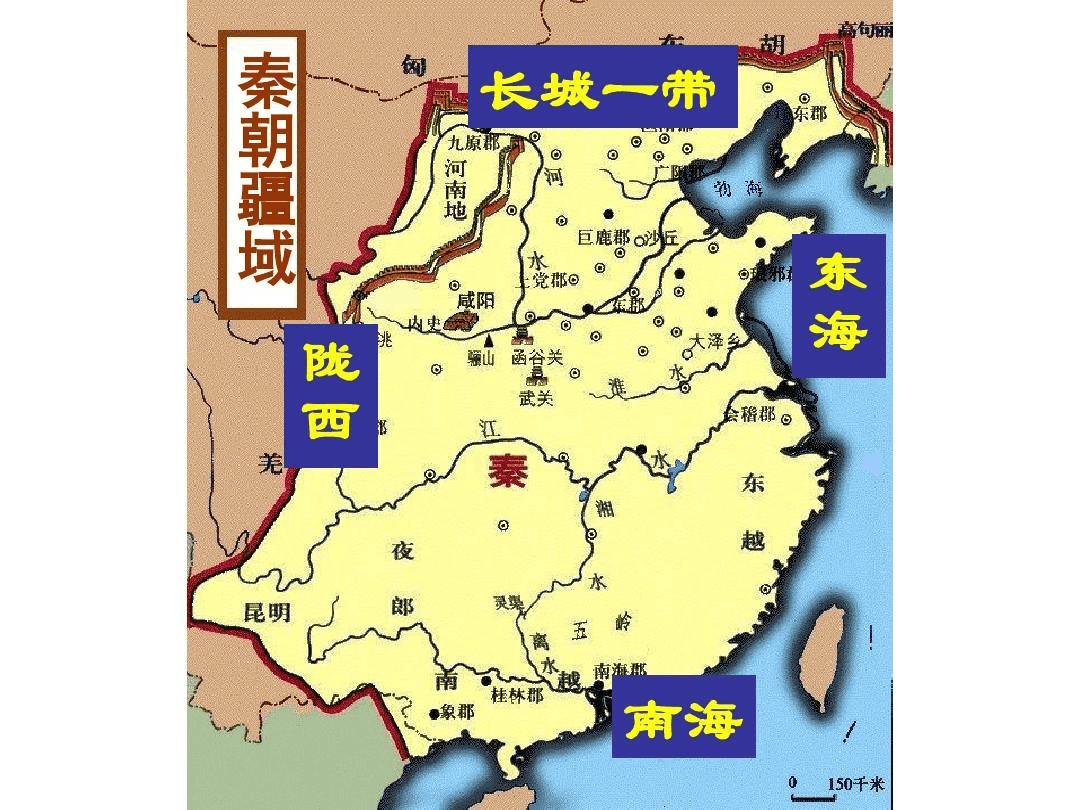 秦朝疆域
匈
东胡
高句丽
长城一带
九原郡
河南地
河
水
广阳郡
辽东郡
渤海
巨鹿郡
沙丘
上党郡
东郡
琅邪
东海
咸阳
内史
洮
骊山
函谷关
武关
大泽乡
淮水
陇西
郡
会稽郡
江
水
羌
秦
湘
水
东越
夜郎
昆明
灵渠
五岭
离水
南越
南海郡
桂林郡
象郡
南海
0 150千米